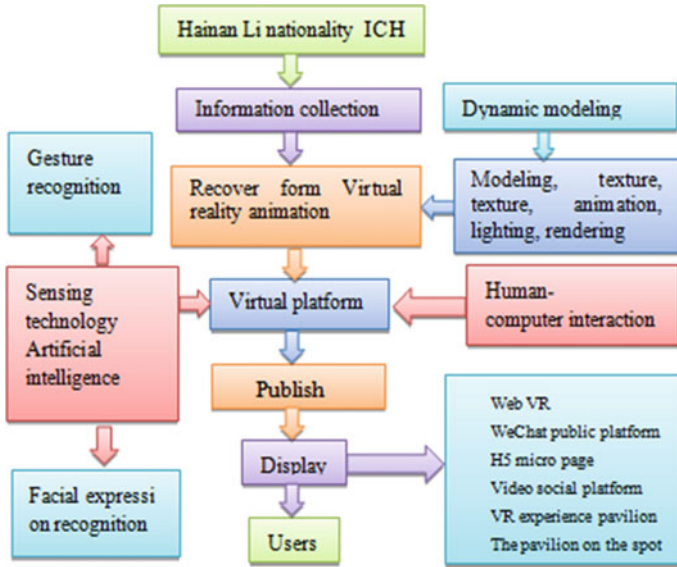 Hainan Li nationality ICH
Information collection
Dynamic modeling
Gesture
recognition
Recover form Virtual
reality animation
Modeling, texture,
texture, animation,
lighting, rendering
Sensing
technology
Artificial
intelligence
Virtual platform
Human-
computer interaction
Publish
Display
Web VR
WeChat public platform
H5 micro page
Video social platform
VR experience pavilion
The pavilion on the spot
Facial expressi
on recognition
Users